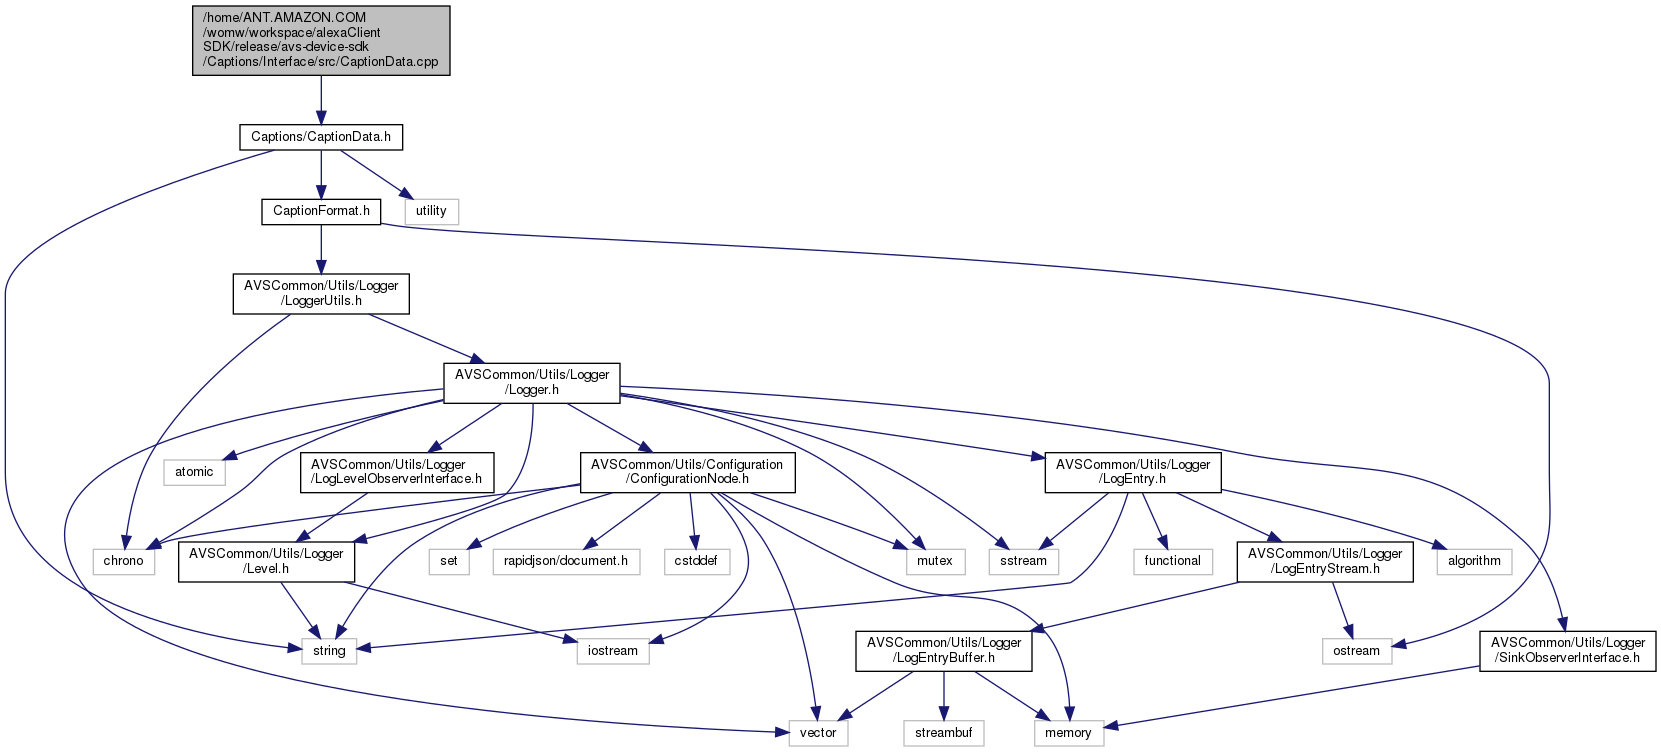 /home/ANT.AMAZON.COM
/womw/workspace/alexaClient
SDK/release/avs-device-sdk
/Captions/Interface/src/CaptionData.cpp
Captions/CaptionData.h
CaptionFormat.h
utility
AVSCommon/Utils/Logger
/LoggerUtils.h
AVSCommon/Utils/Logger
/Logger.h
atomic
AVSCommon/Utils/Logger
/LogLevelObserverInterface.h
AVSCommon/Utils/Configuration
/ConfigurationNode.h
AVSCommon/Utils/Logger
/LogEntry.h
chrono
AVSCommon/Utils/Logger
/Level.h
set
rapidjson/document.h
cstddef
mutex
sstream
functional
AVSCommon/Utils/Logger
/LogEntryStream.h
algorithm
string
iostream
AVSCommon/Utils/Logger
/LogEntryBuffer.h
ostream
AVSCommon/Utils/Logger
/SinkObserverInterface.h
vector
streambuf
memory